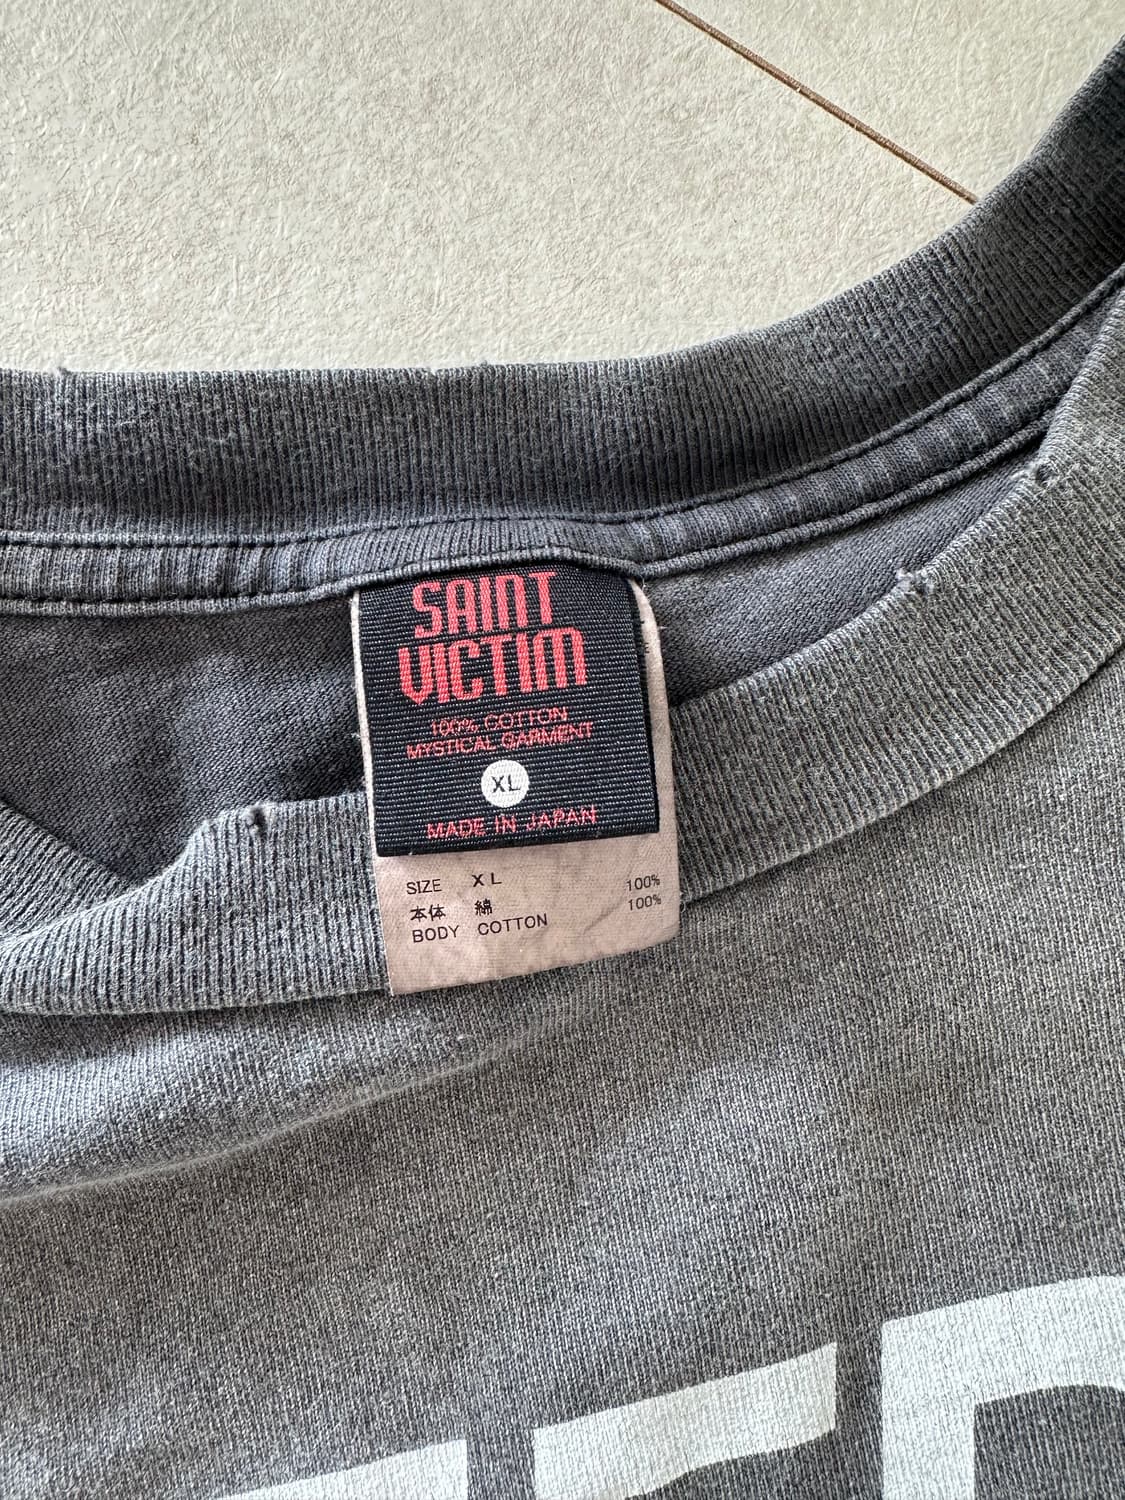 SAINT
VICTIM
100% COTTON
MYSTICAL GARMENT
XL
MADE IN JAPAN
SIZE XL
本体 綿 100%
BODY COTTON 100%